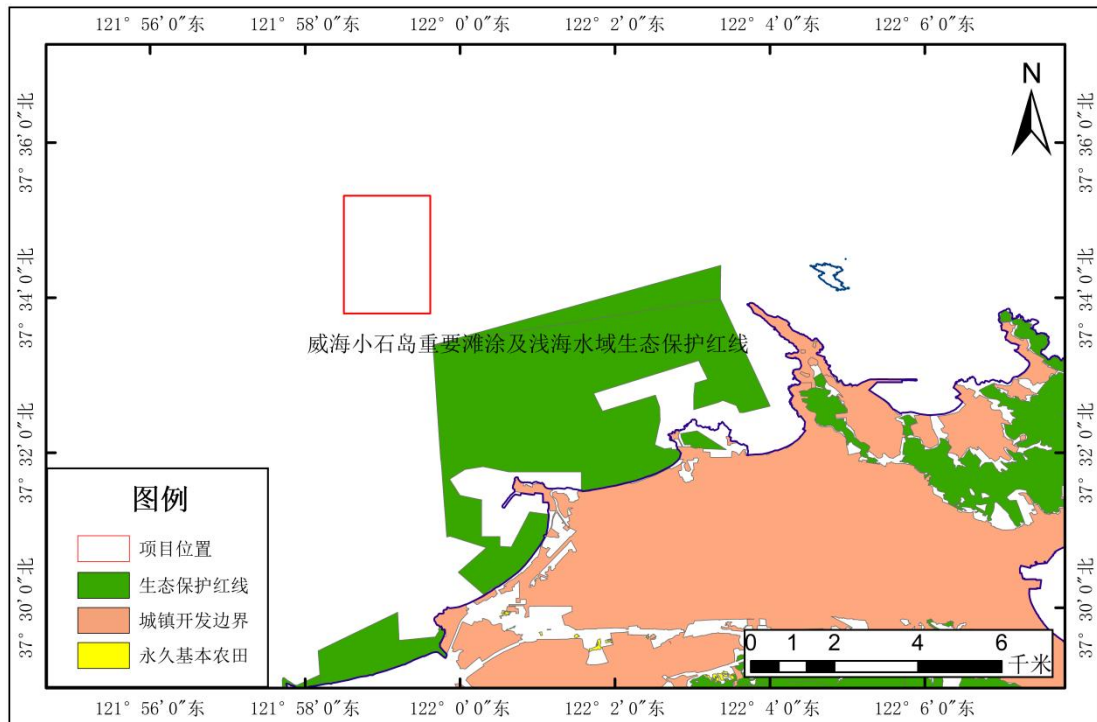 121° 56′ 0″东 121° 58′ 0″东 122° 0′ 0″东 122° 2′ 0″东 122° 4′ 0″东 122° 6′ 0″东
N
37° 36′ 0″北 37° 36′ 0″北
37° 34′ 0″北 37° 34′ 0″北
威海小石岛重要滩涂及浅海水域生态保护红线
37° 32′ 0″北 37° 32′ 0″北
图例
项目位置
生态保护红线
城镇开发边界
永久基本农田
37° 30′ 0″北 37° 30′ 0″北
0 1 2 4 6
千米
121° 56′ 0″东 121° 58′ 0″东 122° 0′ 0″东 122° 2′ 0″东 122° 4′ 0″东 122° 6′ 0″东